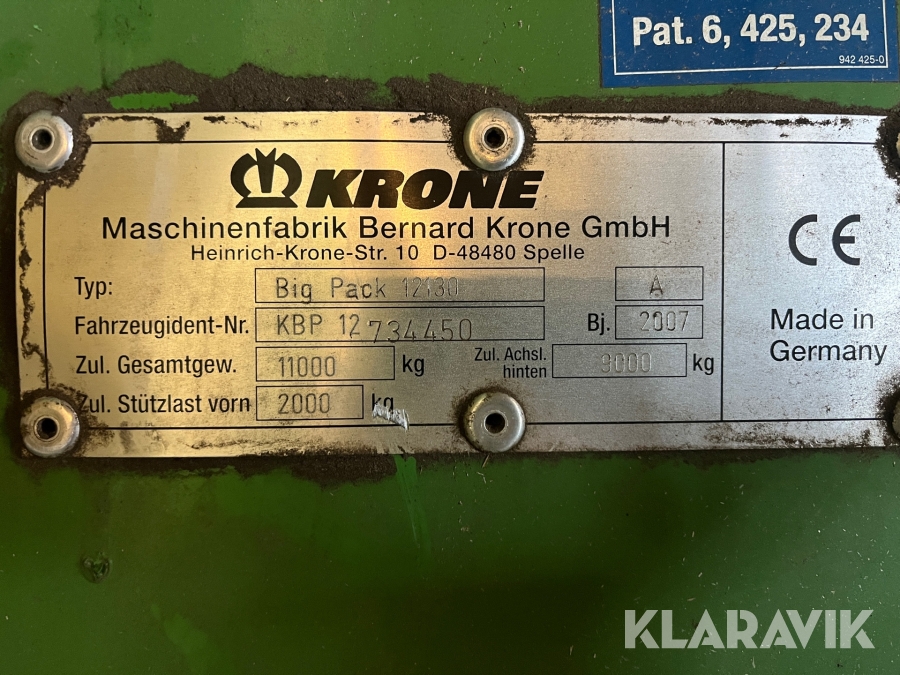 Pat. 6, 425, 234
942 425-0
KRONE
Maschinenfabrik Bernard Krone GmbH
Heinrich-Krone-Str. 10 D-48480 Spelle
CE
Typ: Big Pack 12130 A
Fahrzeugident-Nr. KBP 12 734450 Bj. 2007
Zul. Gesamtgew. 11000 kg Zul. Achsl. hinten 9000 kg
Zul. Stützlast vorn 2000 kg
Made in
Germany
KLARAVIK